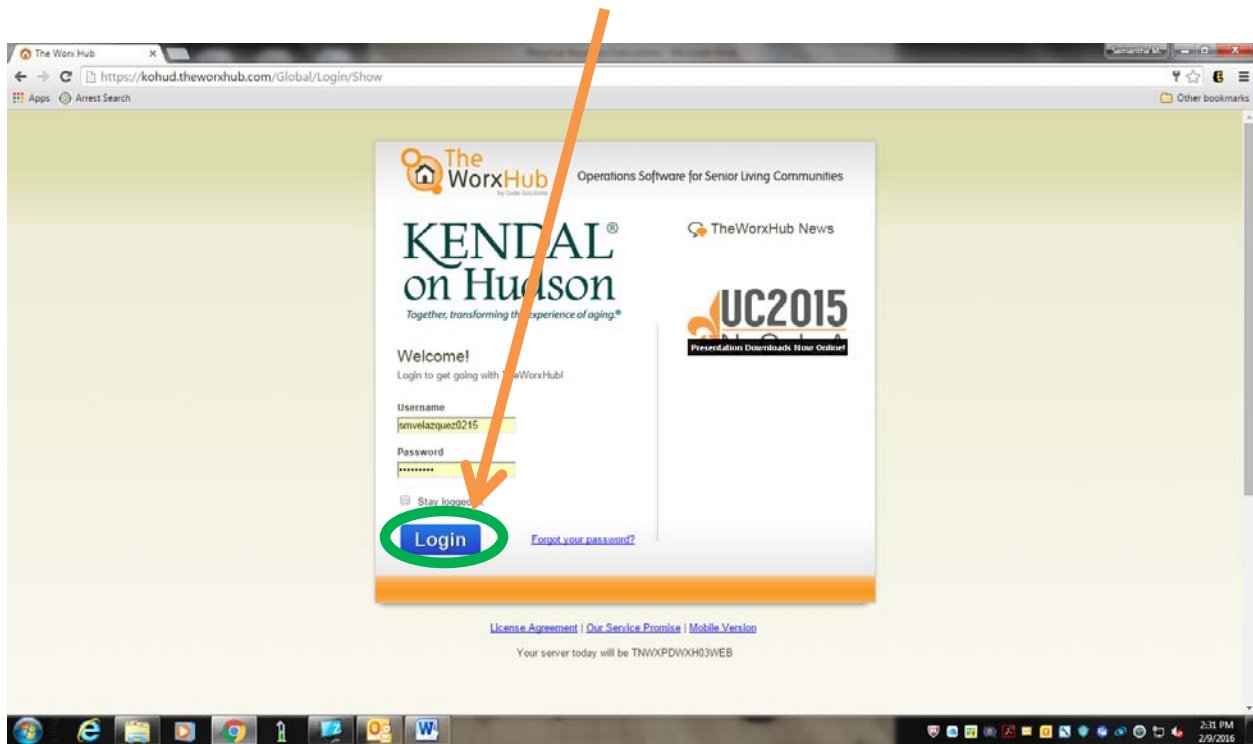 The Worx Hub
Samantha M.
https://kohud.theworxhub.com/Global/Login/Show
Apps
Arrest Search
Other bookmarks
The
WorxHub
Operations Software for Senior Living Communities
KENDAL®
on Hudson
Together, transforming the experience of aging.®
TheWorxHub News
UC2015
Presentation Downloads Now Online!
Welcome!
Login to get going with TheWorxHub!
Username
smvelazquez0215
Password
•••••••••
Stay logged
Login
Forgot your password?
License Agreement | Our Service Promise | Mobile Version
Your server today will be TNWXPDWXH03WEB
2:31 PM
2/9/2016